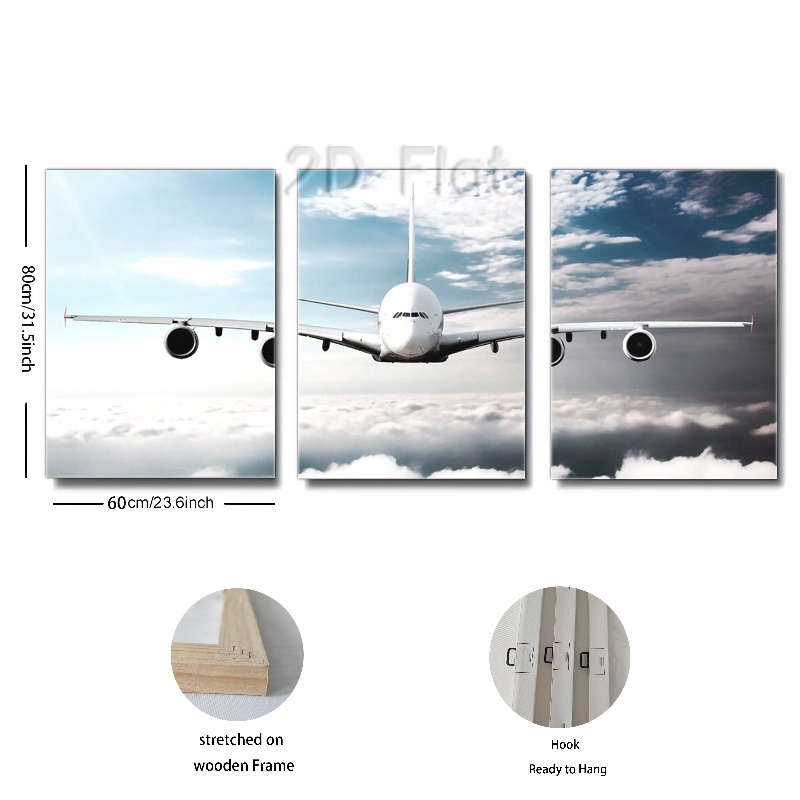 2D Flat
80cm/31.5inch
60cm/23.6inch
stretched on
wooden Frame
Hook
Ready to Hang